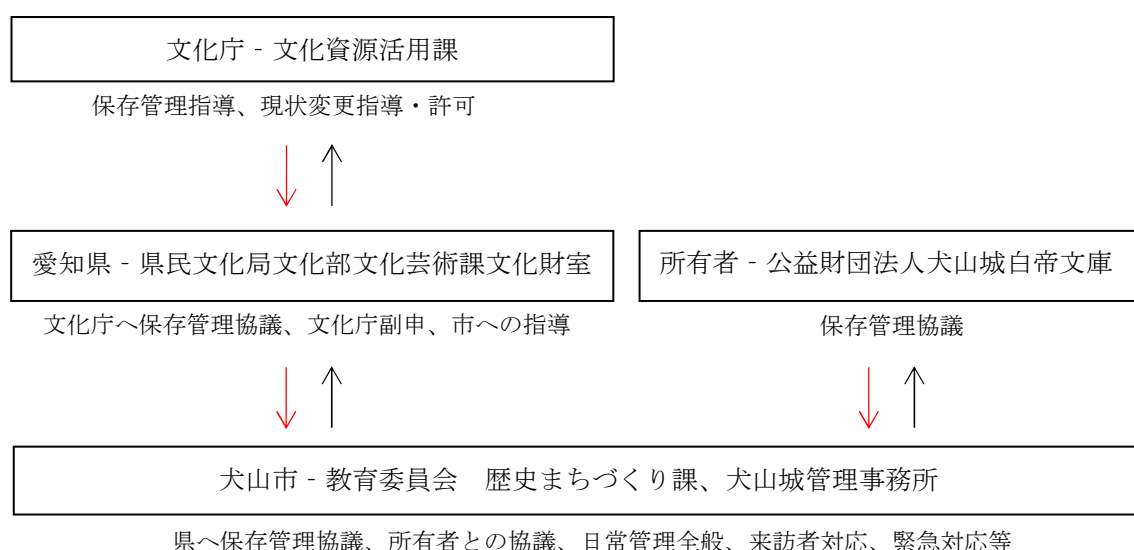 文化庁 - 文化資源活用課
保存管理指導、現状変更指導・許可
愛知県 - 県民文化局文化部文化芸術課文化財室
所有者 - 公益財団法人犬山城白帝文庫
文化庁へ保存管理協議、文化庁副申、市への指導
保存管理協議
犬山市 - 教育委員会　歴史まちづくり課、犬山城管理事務所
県へ保存管理協議、所有者との協議、日常管理全般、来訪者対応、緊急対応等